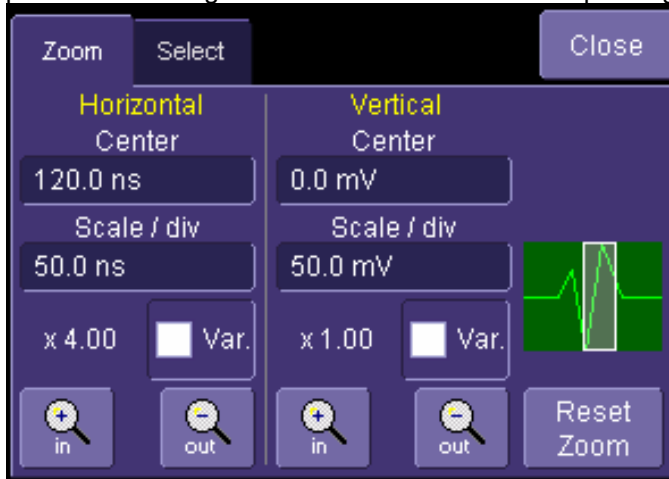 Zoom
Select
Close
Horizontal
Center
120.0 ns
Scale / div
50.0 ns
x 4.00
Var.
in
out
Vertical
Center
0.0 mV
Scale / div
50.0 mV
x 1.00
Var.
in
out
Reset
Zoom